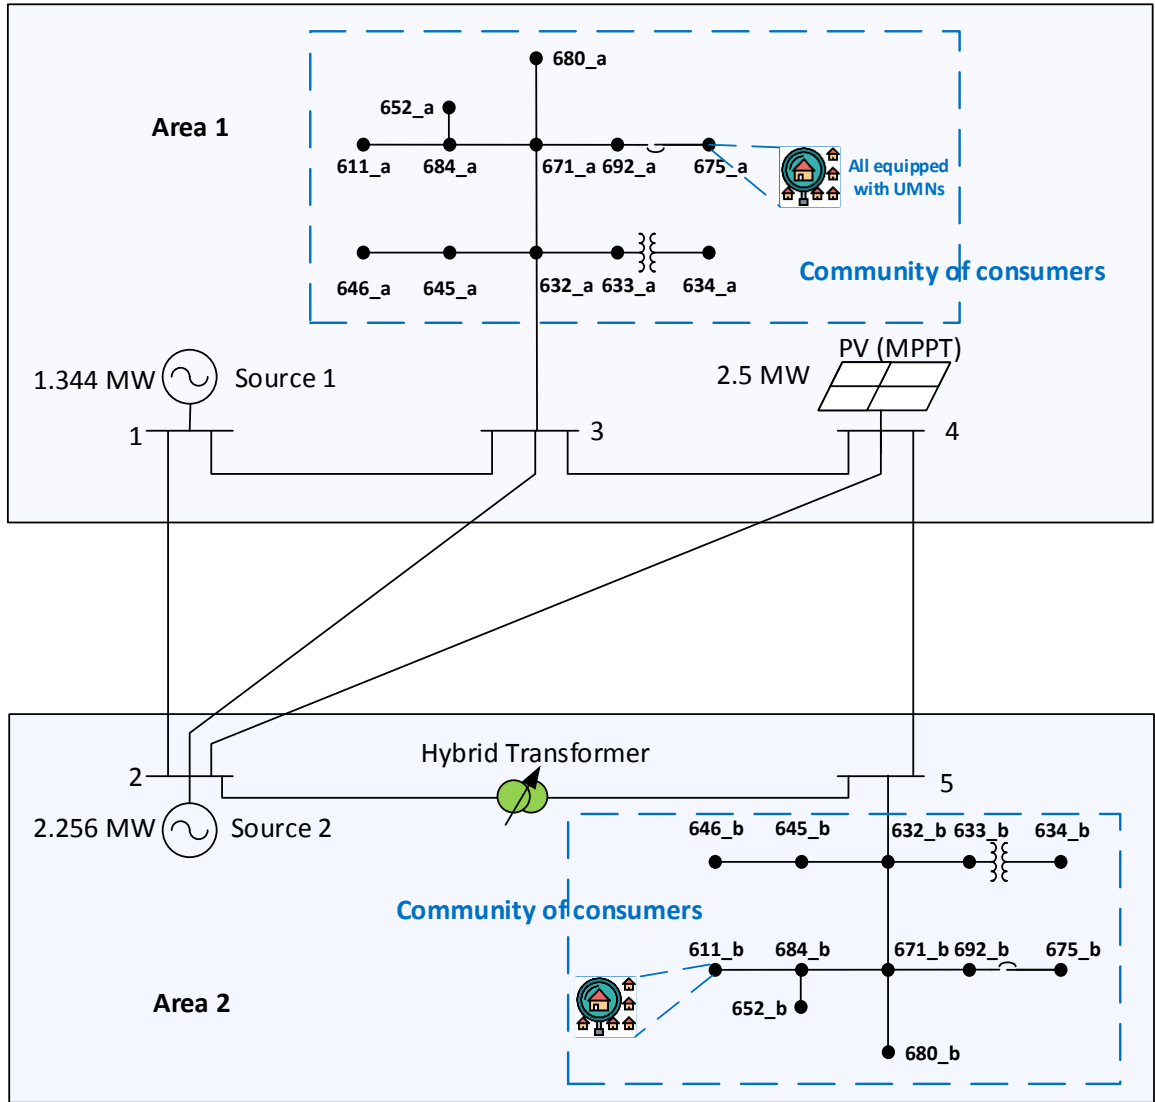 680_a
652_a
Area 1
611_a
684_a
671_a
692_a
675_a
All equipped
with UMNs
Community of consumers
646_a
645_a
632_a
633_a
634_a
PV (MPPT)
1.344 MW
Source 1
2.5 MW
1
3
4
Hybrid Transformer
2
5
2.256 MW
Source 2
646_b
645_b
632_b
633_b
634_b
Community of consumers
611_b
684_b
671_b
692_b
675_b
Area 2
652_b
680_b